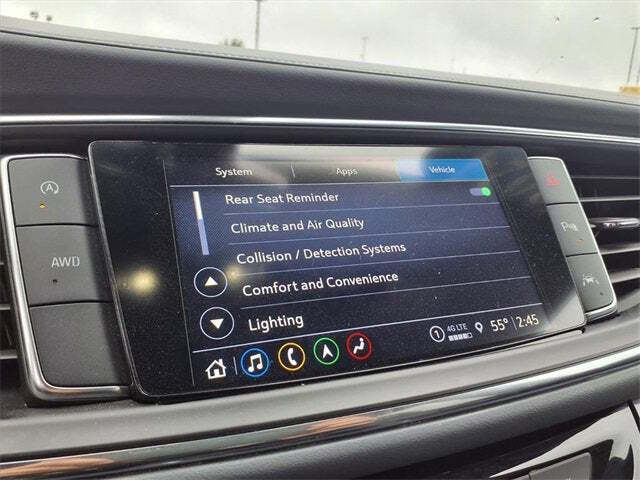 System Apps Vehicle
Rear Seat Reminder
Climate and Air Quality
Collision / Detection Systems
Comfort and Convenience
Lighting
1 4G LTE 55° 2:45
A
AWD